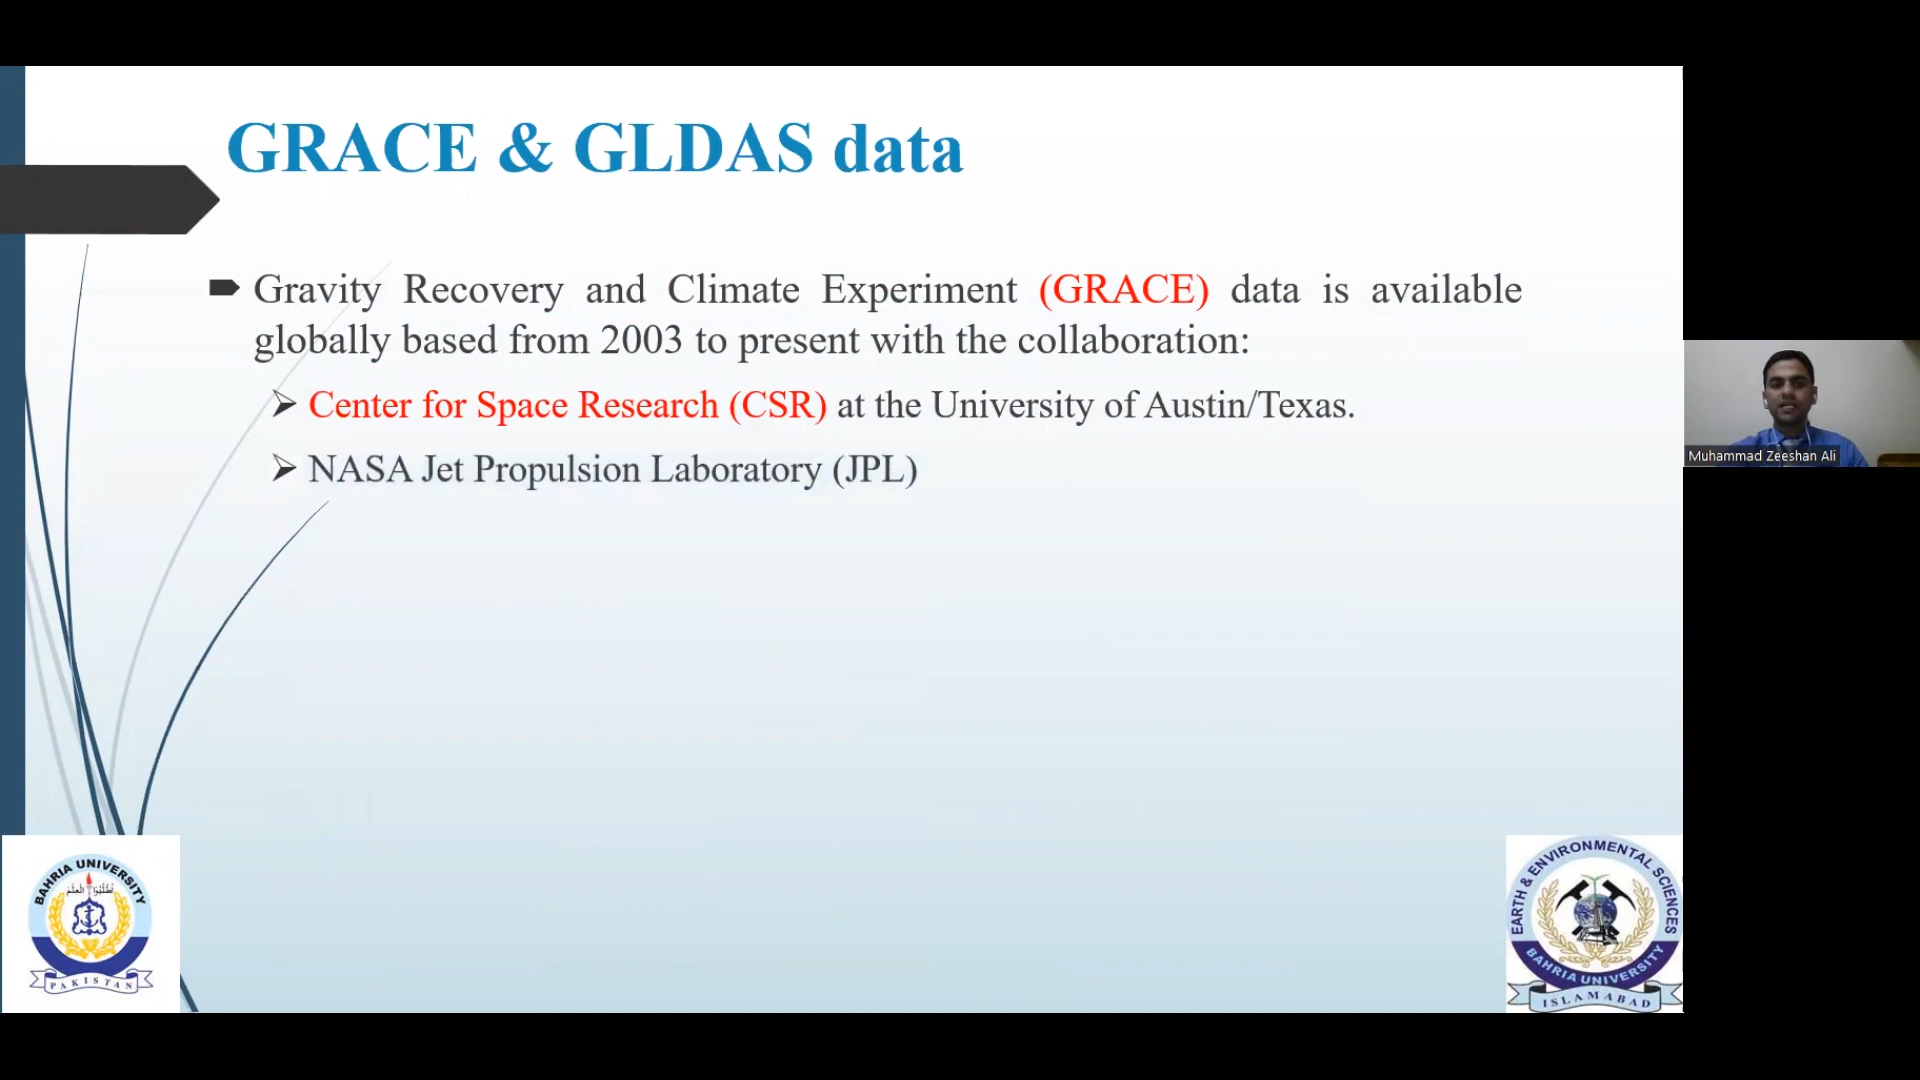 GRACE & GLDAS data
Gravity Recovery and Climate Experiment (GRACE) data is available
globally based from 2003 to present with the collaboration:
Center for Space Research (CSR) at the University of Austin/Texas.
NASA Jet Propulsion Laboratory (JPL)
Muhammad Zeeshan Ali
BAHRIA UNIVERSITY
PAKISTAN
EARTH & ENVIRONMENTAL SCIENCES
BAHRIA UNIVERSITY
ISLAMABAD